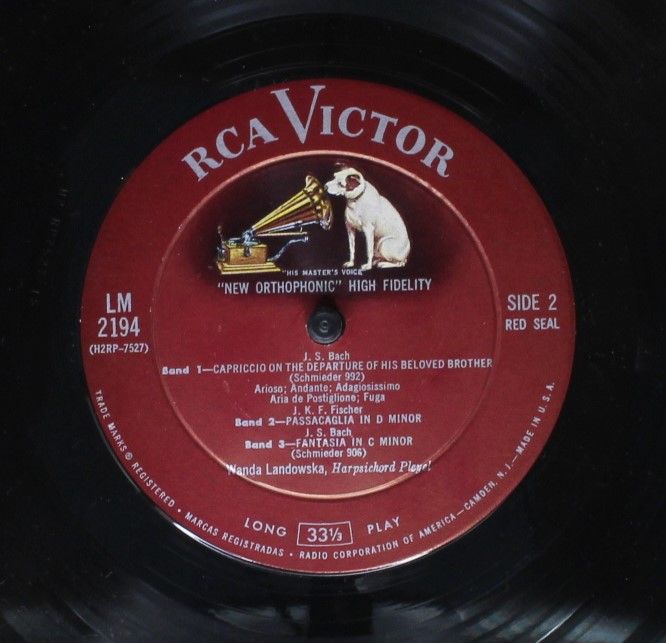 RCA VICTOR
"HIS MASTER'S VOICE"
"NEW ORTHOPHONIC" HIGH FIDELITY
LM
2194
(H2RP-7527)
SIDE 2
RED SEAL
J. S. Bach
Band 1—CAPRICCIO ON THE DEPARTURE OF HIS BELOVED BROTHER
(Schmieder 992)
Arioso; Andante; Adagiosissimo
Aria de Postiglione; Fuga
J. K. F. Fischer
Band 2—PASSACAGLIA IN D MINOR
J. S. Bach
Band 3—FANTASIA IN C MINOR
(Schmieder 906)
Wanda Landowska, Harpsichord Pleyel
LONG 33⅓ PLAY
TRADE MARKS ® REGISTERED • MARCAS REGISTRADAS • RADIO CORPORATION OF AMERICA—CAMDEN, N. J.—MADE IN U. S. A.